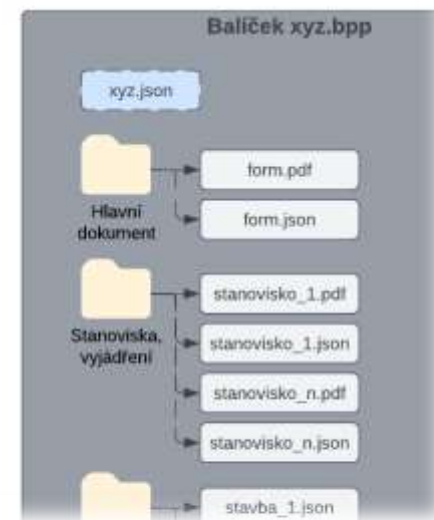 Balíček xyz.bpp
xyz.json
form.pdf
form.json
Hlavní
dokument
stanovisko_1.pdf
stanovisko_1.json
Stanoviska,
vyjádření
stanovisko_n.pdf
stanovisko_n.json
stavba_1.json